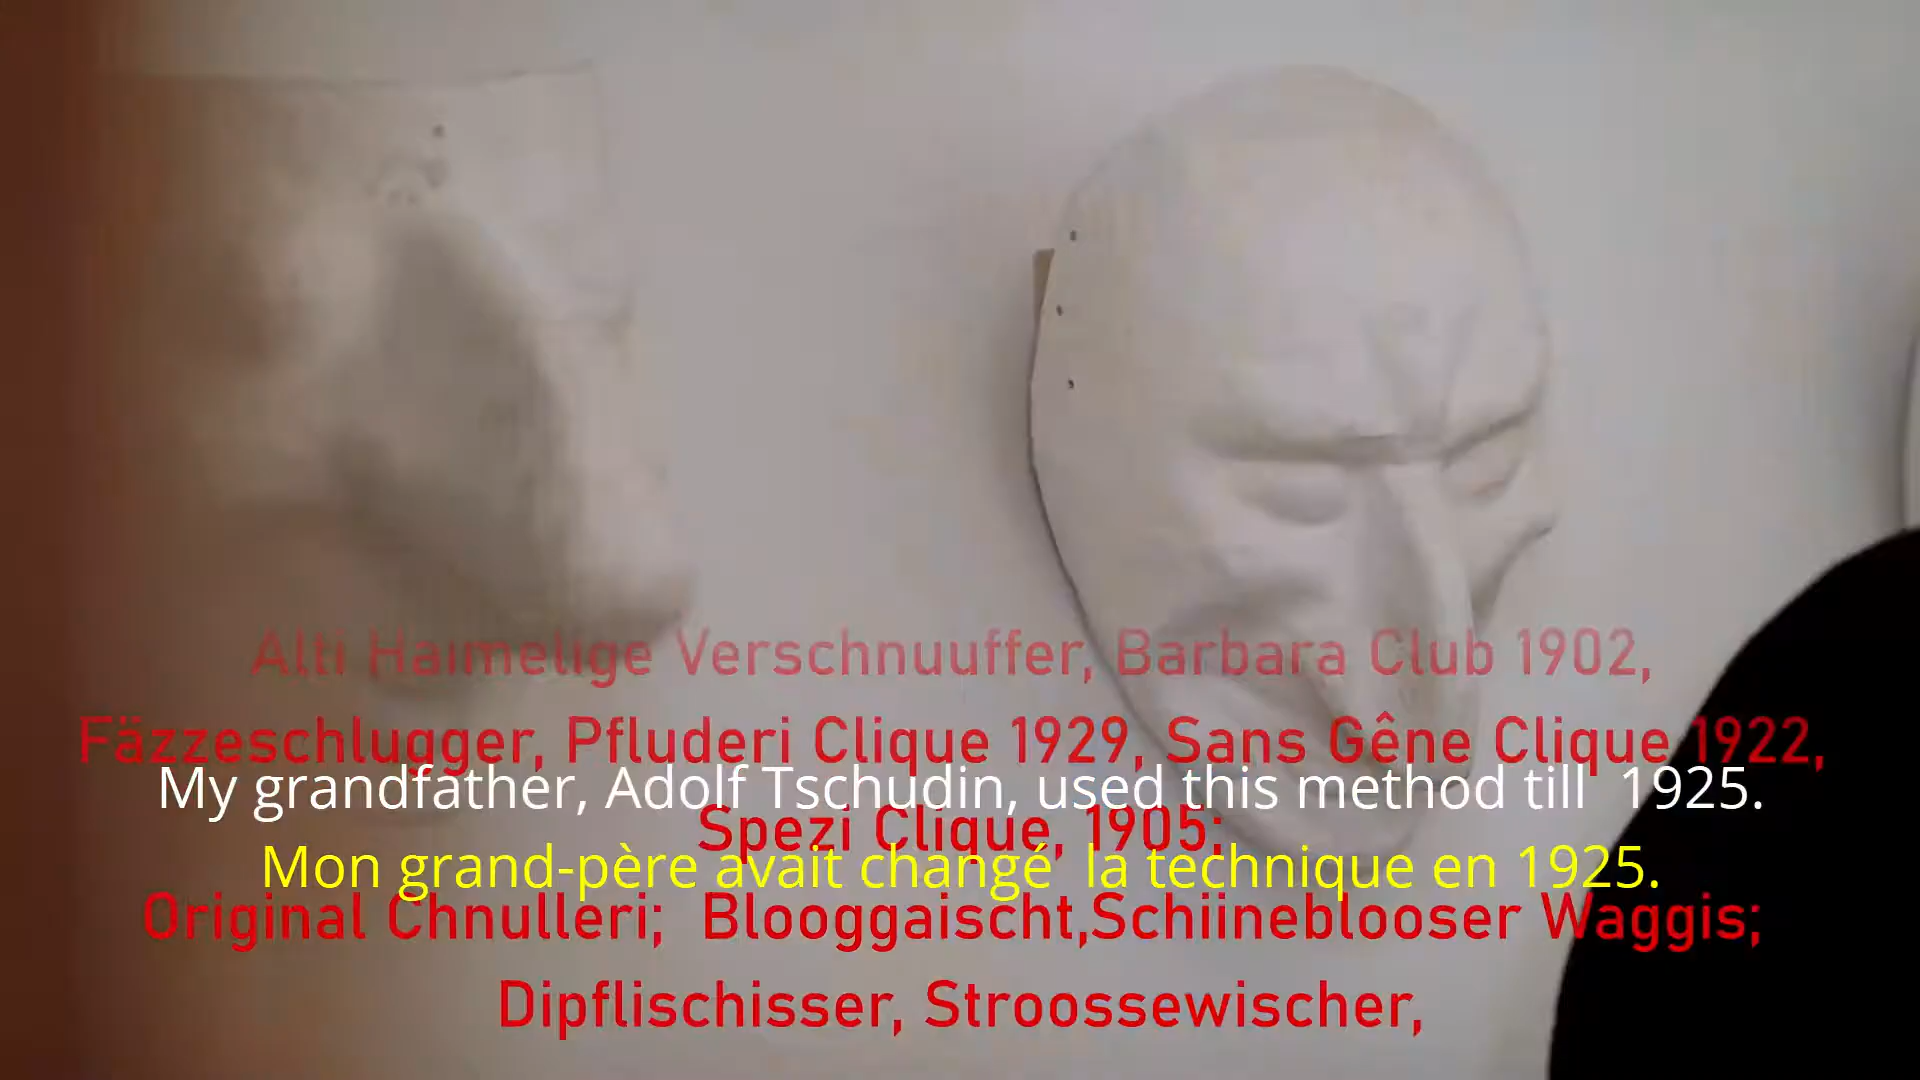 Alti Haimelige Verschnuuffer, Barbara Club 1902,
Fäzzeschlugger, Pfluderi Clique 1929, Sans Gêne Clique 1922,
My grandfather, Adolf Tschudin, used this method till  1925.
Spezi Clique, 1905;
Mon grand-père avait changé  la technique en 1925.
Original Chnulleri;  Blooggaischt,Schiineblooser Waggis;
Dipflischisser, Stroossewischer,